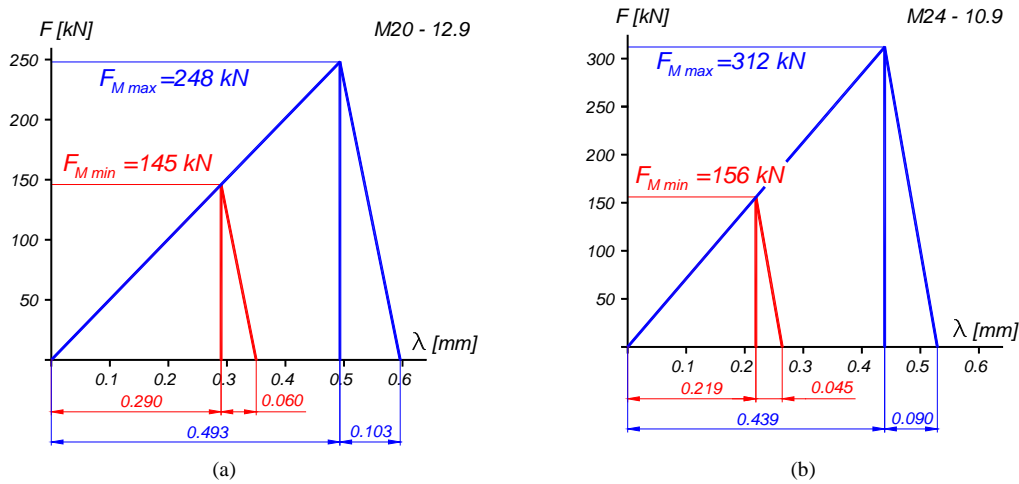 F [kN]
M20 - 12.9
250
F_M max =248 kN
200
F_M min =145 kN
150
100
50
λ [mm]
0.1 0.2 0.3 0.4 0.5 0.6
0.290 0.060
0.493 0.103
(a)
F [kN]
M24 - 10.9
300
F_M max =312 kN
250
200
F_M min =156 kN
150
100
50
λ [mm]
0.1 0.2 0.3 0.4 0.5 0.6
0.219 0.045
0.439 0.090
(b)